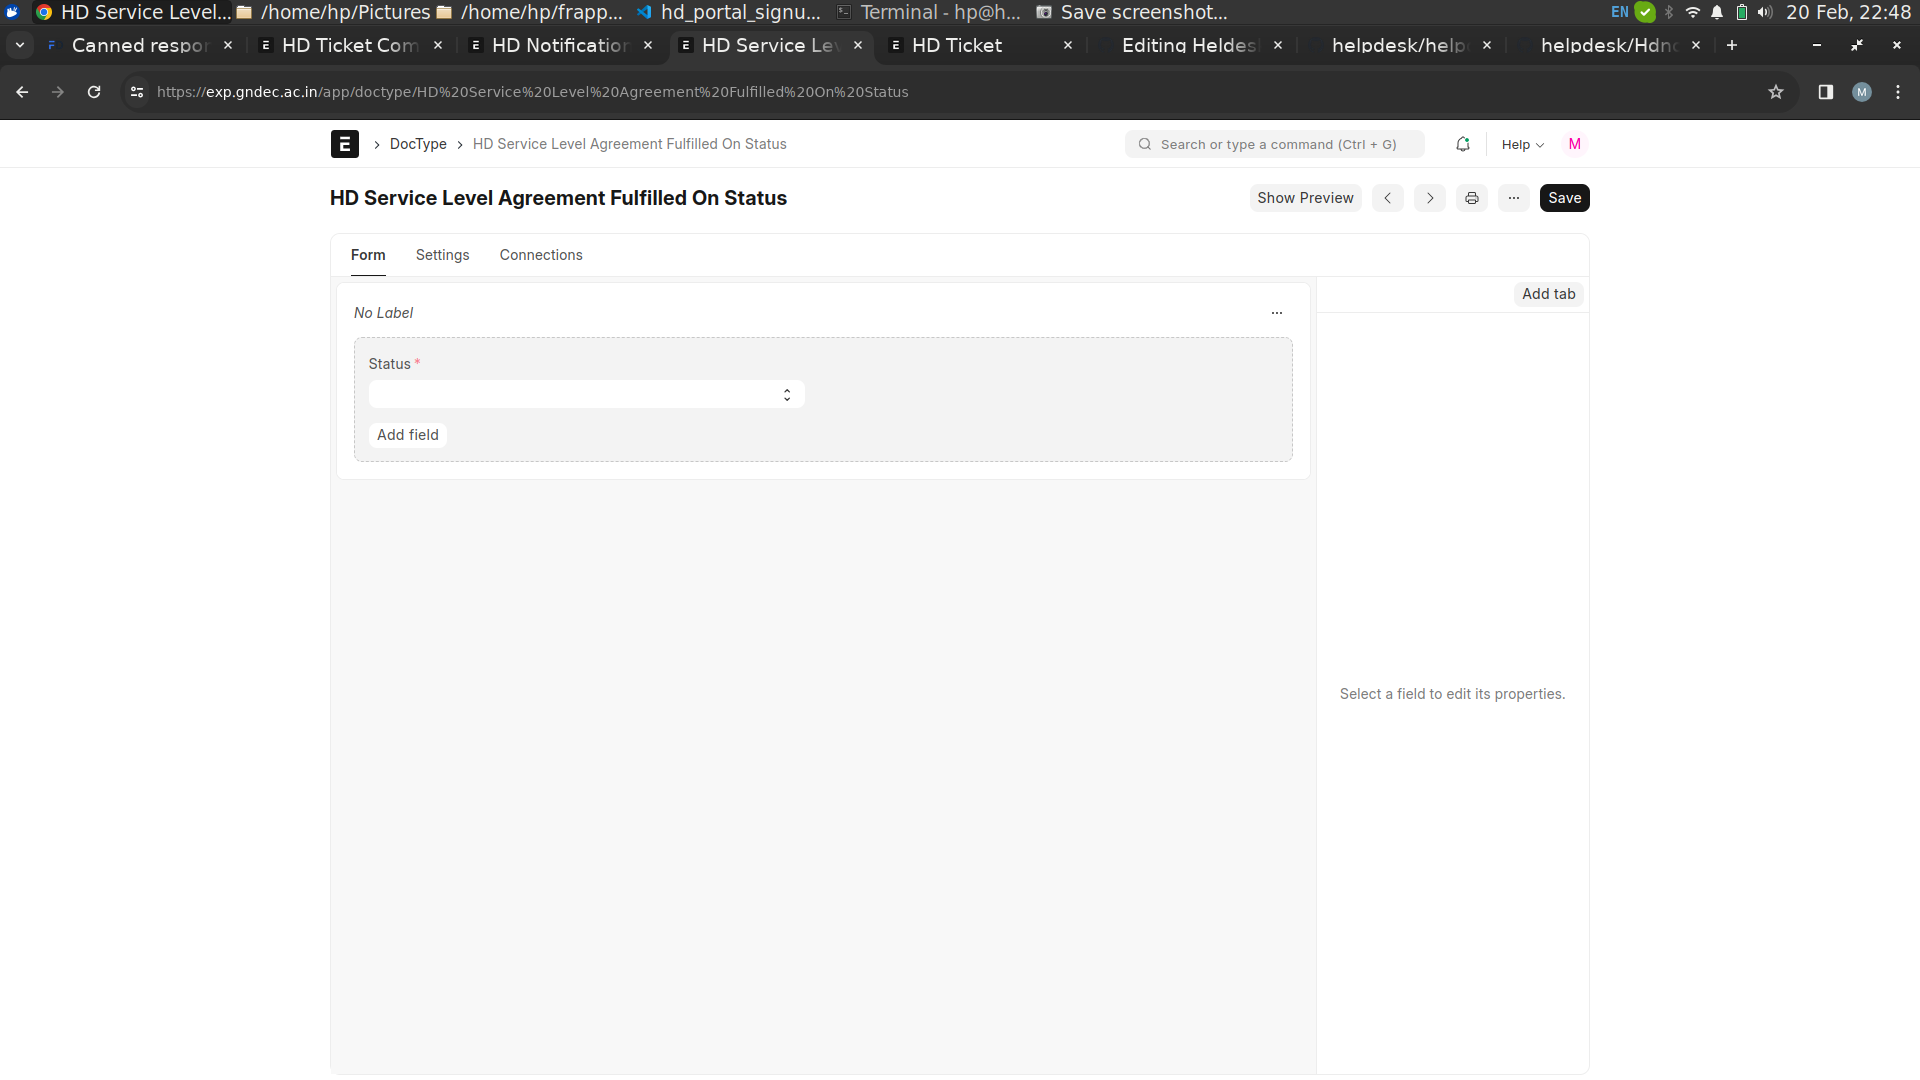 HD Service Level... /home/hp/Pictures /home/hp/frapp... hd_portal_signu... Terminal - hp@h... Save screenshot... EN 20 Feb, 22:48
Canned respon HD Ticket Com HD Notification HD Service Lev HD Ticket Editing Heldes helpdesk/help helpdesk/Hdno
https://exp.gndec.ac.in/app/doctype/HD%20Service%20Level%20Agreement%20Fulfilled%20On%20Status M
E DocType HD Service Level Agreement Fulfilled On Status Search or type a command (Ctrl + G) Help M
HD Service Level Agreement Fulfilled On Status Show Preview ... Save
Form Settings Connections
Add tab
No Label ...
Status *
Add field
Select a field to edit its properties.